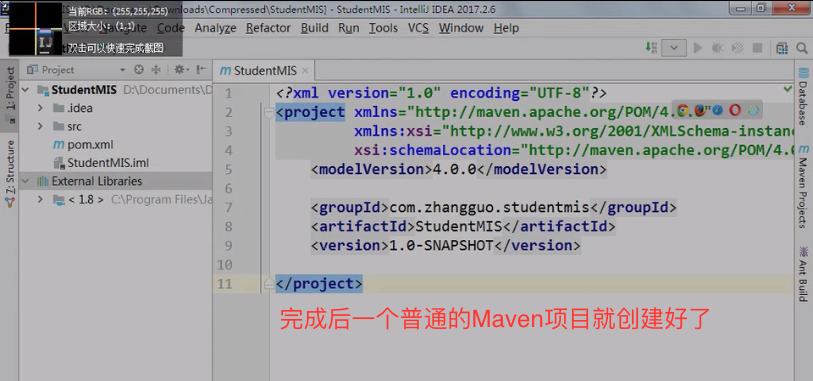 当前RGB：(255,255,255)
区域大小：(1,1)
双击可以快速完成截图
wnloads\Compressed\StudentMIS] - StudentMIS - IntelliJ IDEA 2017.2.6
Code Analyze Refactor Build Run Tools VCS Window Help
Project
StudentMIS
1: Project
Z: Structure
StudentMIS D:\Documents\D
.idea
src
pom.xml
StudentMIS.iml
External Libraries
< 1.8 > C:\Program Files\Ja
1 <?xml version="1.0" encoding="UTF-8"?>
2 <project xmlns="http://maven.apache.org/POM/4.
3 xmlns:xsi="http://www.w3.org/2001/XMLSchema-instanc
4 xsi:schemaLocation="http://maven.apache.org/POM/4.0
5 <modelVersion>4.0.0</modelVersion>
6
7 <groupId>com.zhangguo.studentmis</groupId>
8 <artifactId>StudentMIS</artifactId>
9 <version>1.0-SNAPSHOT</version>
10
11 </project>
完成后一个普通的Maven项目就创建好了
Database
Maven Projects
Ant Build